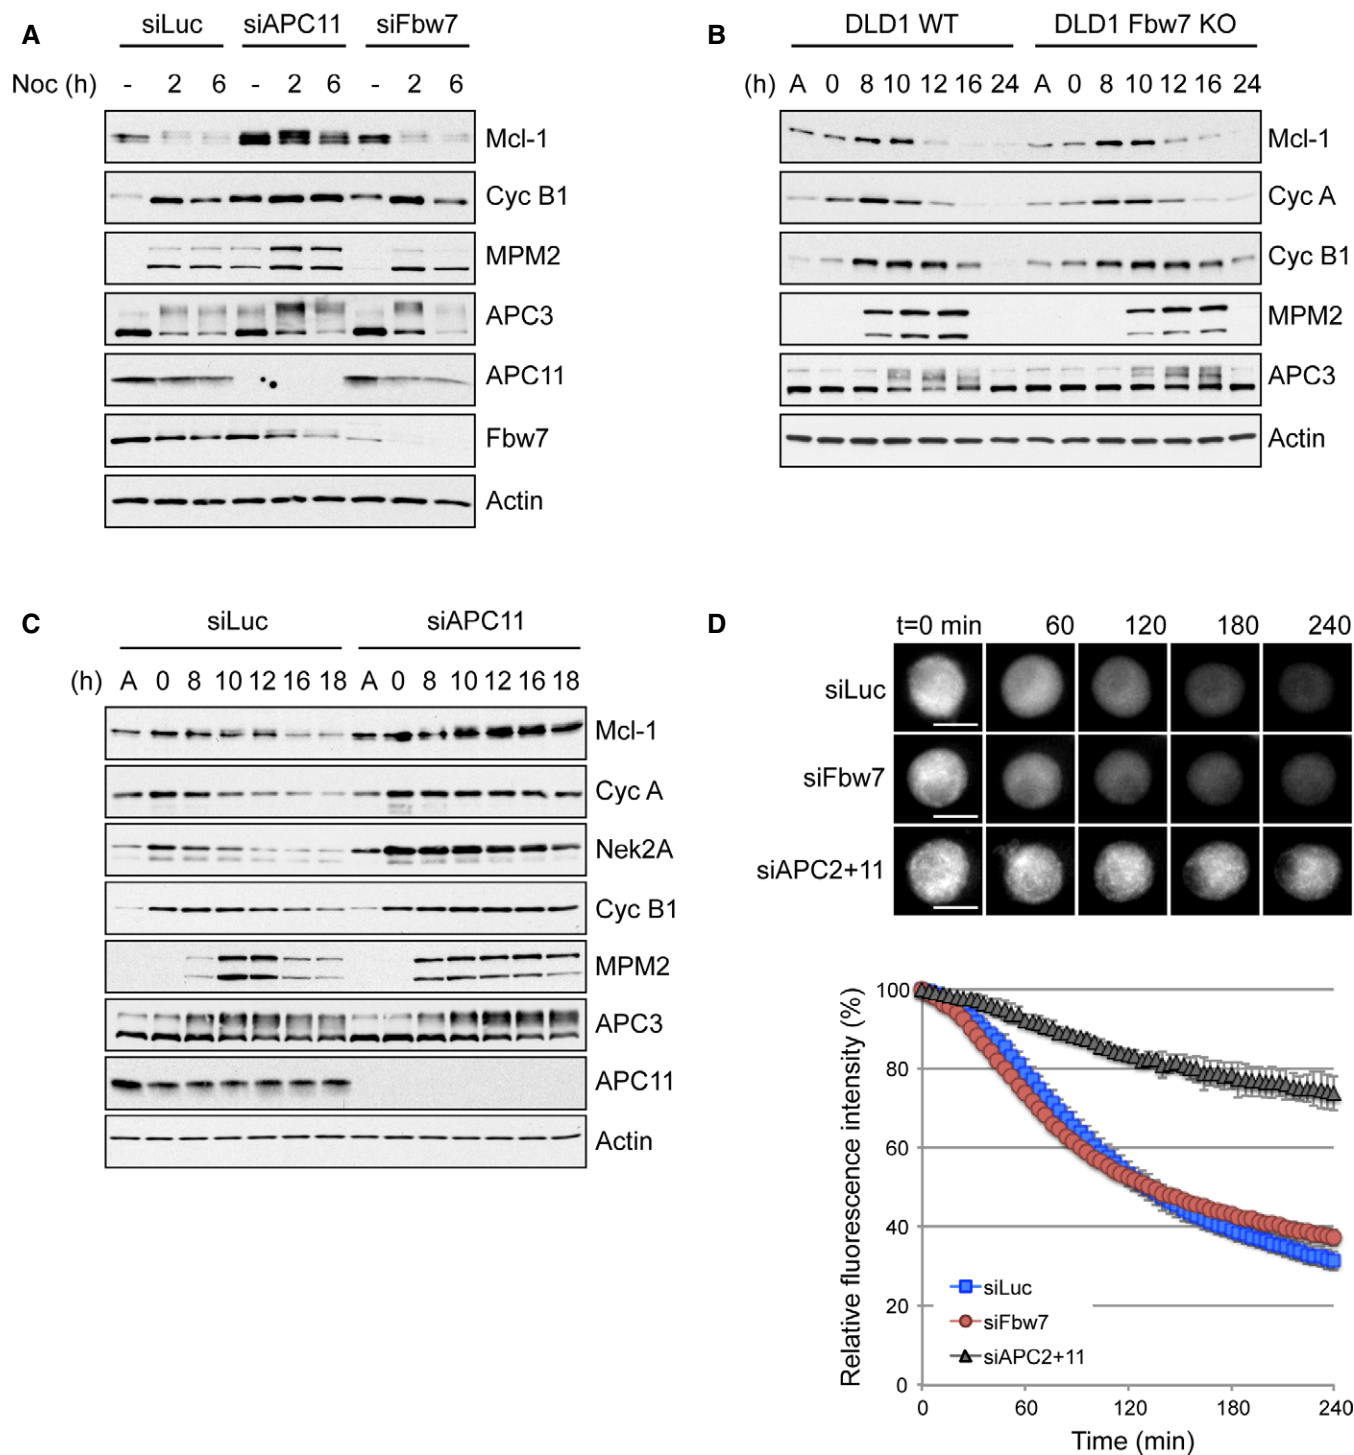 A
siLuc siAPC11 siFbw7
Noc (h) - 2 6 - 2 6 - 2 6
Mcl-1
Cyc B1
MPM2
APC3
APC11
Fbw7
Actin
B
DLD1 WT DLD1 Fbw7 KO
(h) A 0 8 10 12 16 24 A 0 8 10 12 16 24
Mcl-1
Cyc A
Cyc B1
MPM2
APC3
Actin
C
siLuc siAPC11
(h) A 0 8 10 12 16 18 A 0 8 10 12 16 18
Mcl-1
Cyc A
Nek2A
Cyc B1
MPM2
APC3
APC11
Actin
D
t=0 min 60 120 180 240
siLuc
siFbw7
siAPC2+11
Relative fluorescence intensity (%)
100
80
60
40
20
0
siLuc
siFbw7
siAPC2+11
0 60 120 180 240
Time (min)